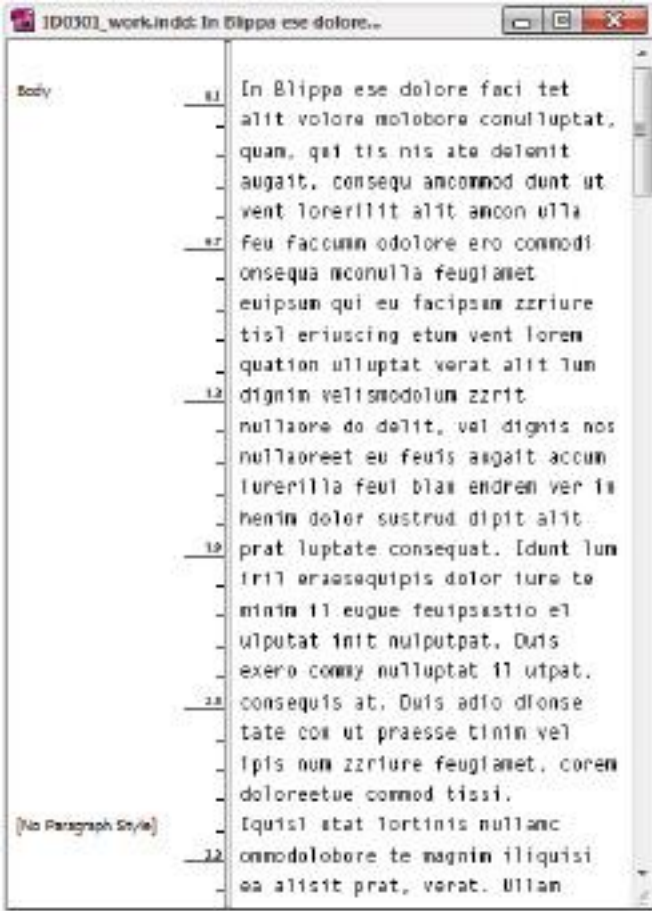 ID0301_work.indd: In Blippa ese dolore...
Body
In Blippa ese dolore faci tet
alit volore molobore conulluptat,
quam, qui tis nis ate delenit
augait, consequ amcommod dunt ut
vent lorerilit alit amcon ulla
feu faccumm odolore ero commodi
onsequa mconulla feugiamet
euipsum qui eu facipsum zzriure
tisl eriuscing etum vent lorem
quation ulluptat verat alit lum
dignim velismodolum zzrit
nullaore do delit, vel dignis nos
nullaoreet eu feuis augait accum
iurerilla feui blam endrem ver in
henim dolor sustrud dipit alit
prat luptate consequat. Idunt lum
iril eraesequipis dolor iure te
minim il eugue feuipsustio el
ulputat init nulputpat. Duis
exero commy nulluptat il utpat,
consequis at. Duis adio dionse
tate con ut praesse tinim vel
ipis num zzriure feugiamet, corem
doloreetue commod tissi.
[No Paragraph Style]
Iquisl utat lortinis nullamc
ommodolobore te magnim iliquisi
ea alisit prat, verat. Ullam